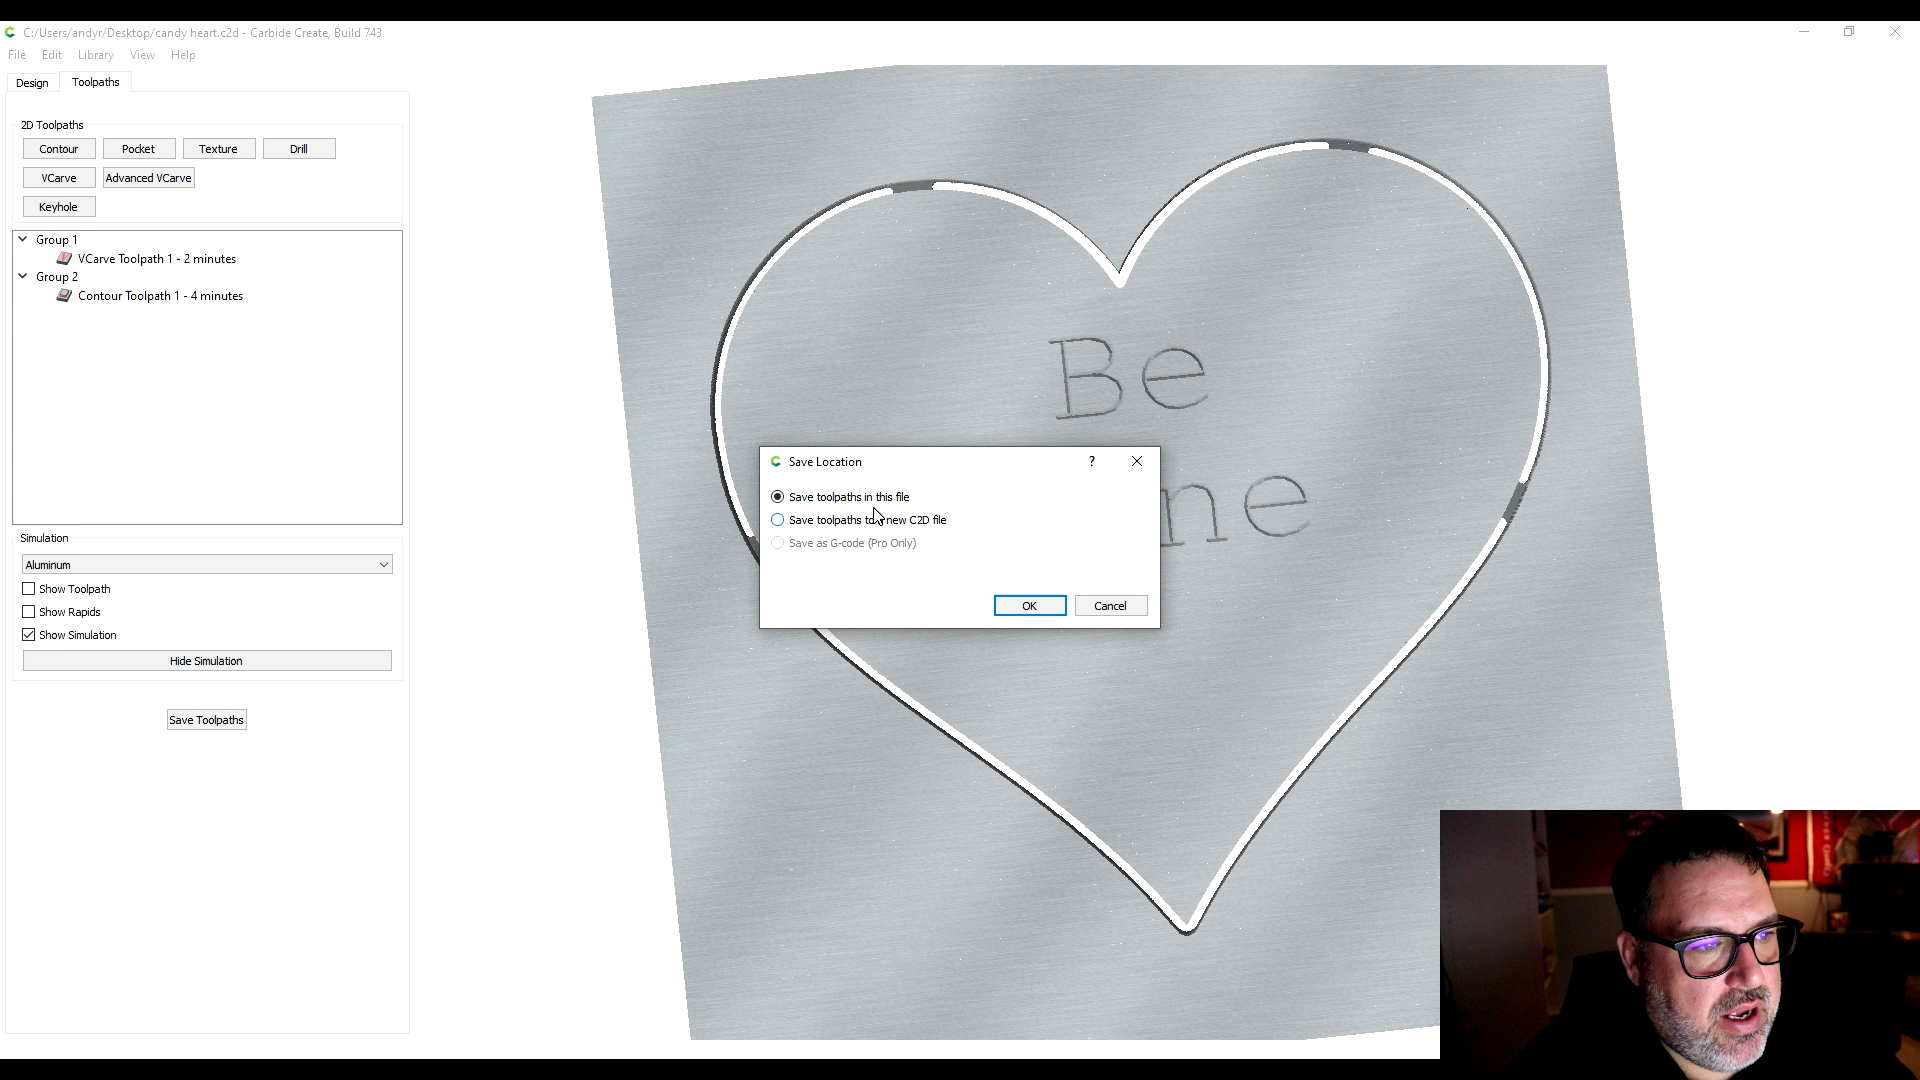 C:/Users/andyr/Desktop/candy heart.c2d - Carbide Create, Build 743
File Edit Library View Help
Design Toolpaths
2D Toolpaths
Contour Pocket Texture Drill
VCarve Advanced VCarve
Keyhole
Group 1
VCarve Toolpath 1 - 2 minutes
Group 2
Contour Toolpath 1 - 4 minutes
Simulation
Aluminum
Show Toolpath
Show Rapids
Show Simulation
Hide Simulation
Save Toolpaths
Be
ne
Save Location ?
Save toolpaths in this file
Save toolpaths to new C2D file
Save as G-code (Pro Only)
OK Cancel